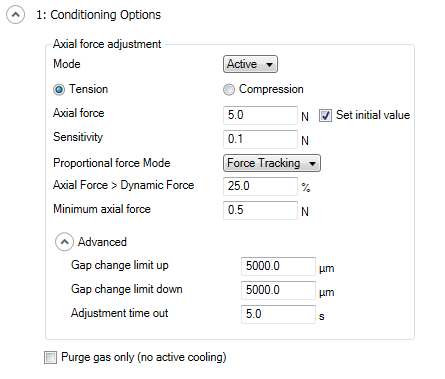 1: Conditioning Options
Axial force adjustment
Mode Active
Tension Compression
Axial force 5.0 N Set initial value
Sensitivity 0.1 N
Proportional force Mode Force Tracking
Axial Force > Dynamic Force 25.0 %
Minimum axial force 0.5 N
Advanced
Gap change limit up 5000.0 µm
Gap change limit down 5000.0 µm
Adjustment time out 5.0 s
Purge gas only (no active cooling)